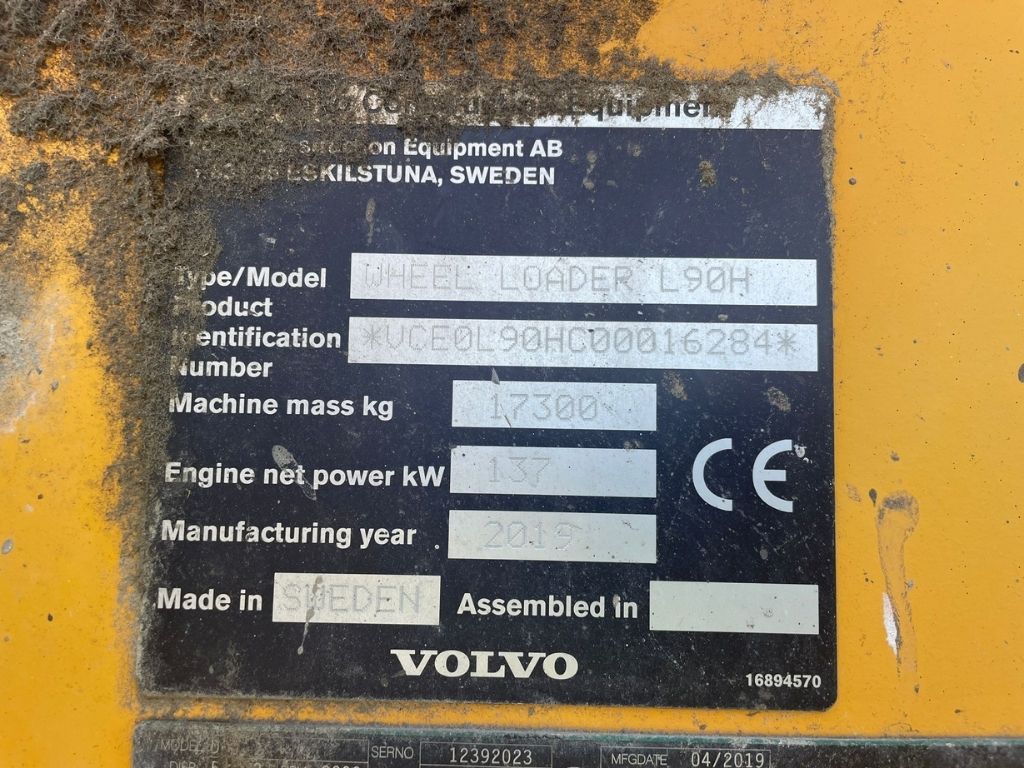 Equipment
Equipment AB
ESKILSTUNA, SWEDEN
Type/Model WHEEL LOADER L90H
Product
Identification *VCE0L90HC00016284*
Number
Machine mass kg 17300
Engine net power kW 137
CE
Manufacturing year 2019
Made in SWEDEN Assembled in
VOLVO
16894570
MODEL SERNO 12392023 MFGDATE 04/2019